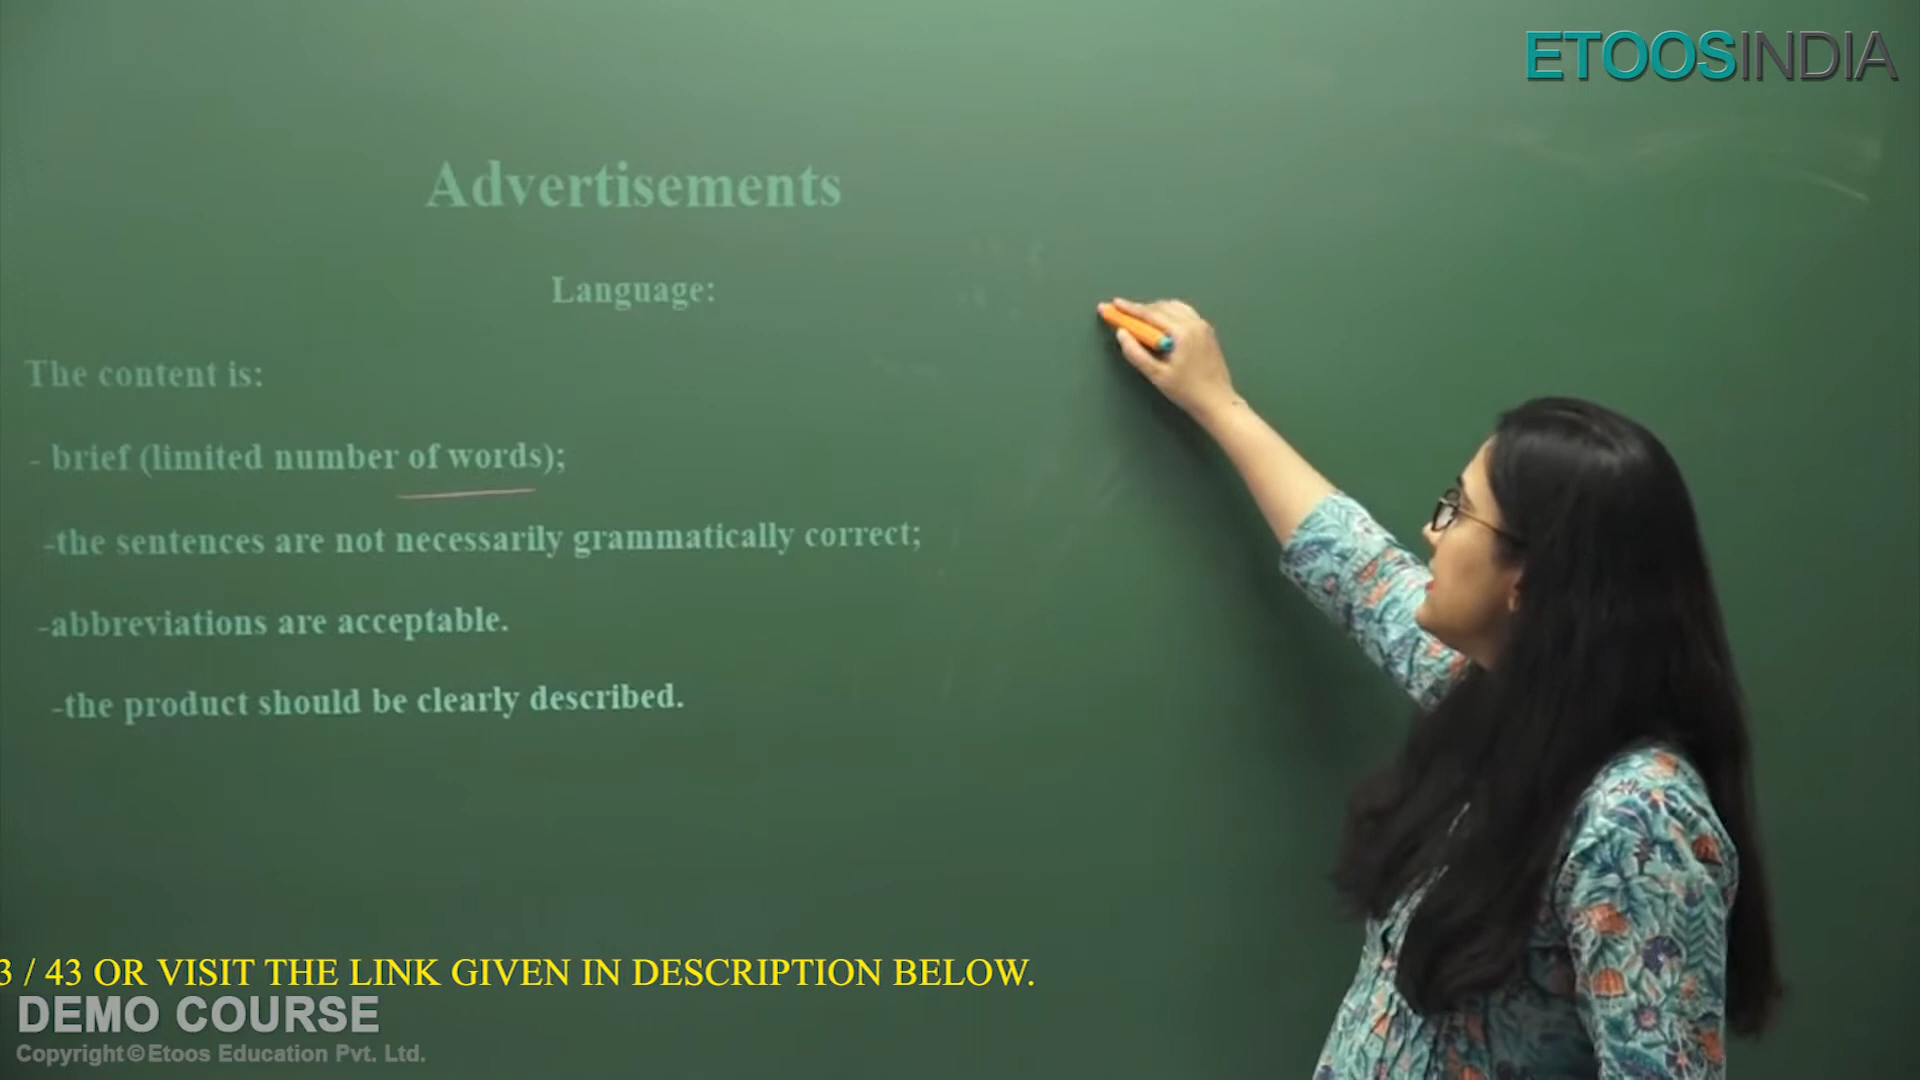 ETOOSINDIA
Advertisements
Language:
The content is:
- brief (limited number of words);
-the sentences are not necessarily grammatically correct;
-abbreviations are acceptable.
-the product should be clearly described.
3 / 43 OR VISIT THE LINK GIVEN IN DESCRIPTION BELOW.
DEMO COURSE
Copyright © Etoos Education Pvt. Ltd.